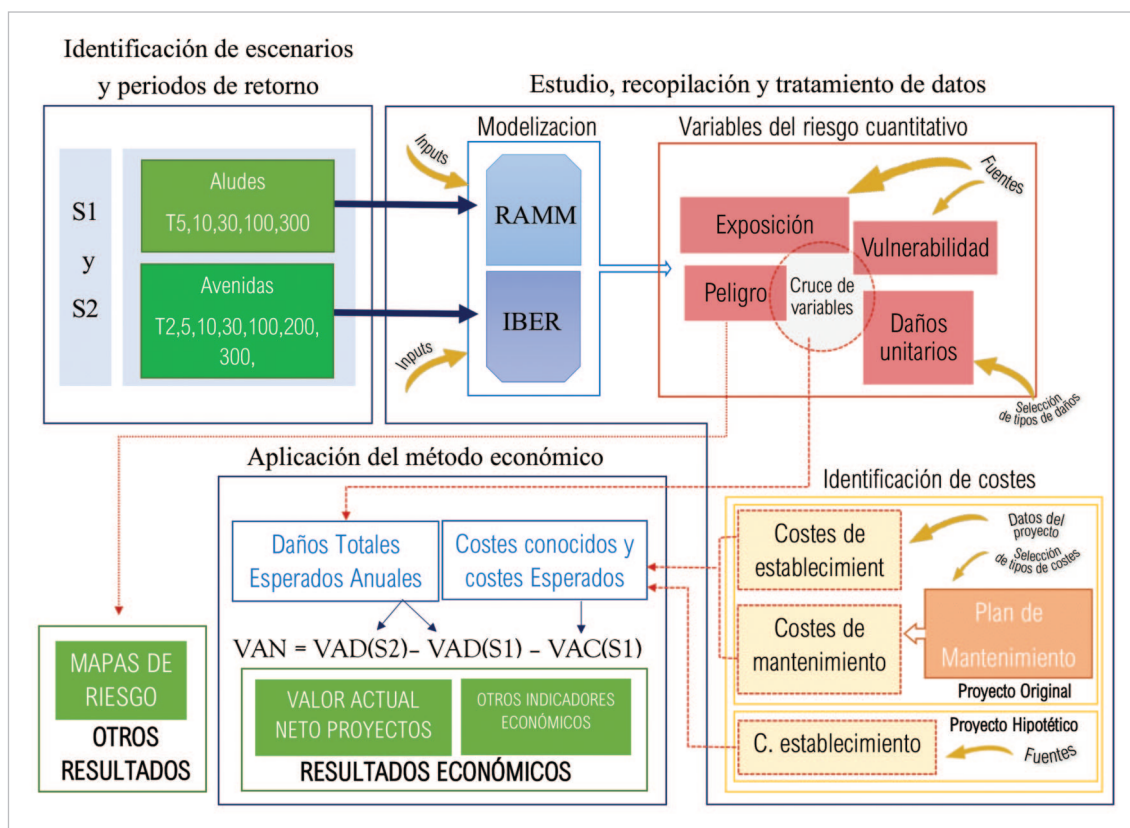 Identificación de escenarios
y periodos de retorno
Estudio, recopilación y tratamiento de datos
S1
y
S2
Aludes
T5,10,30,100,300
Avenidas
T2,5,10,30,100,200,
300,
Modelizacion
Inputs
RAMM
IBER
Inputs
Variables del riesgo cuantitativo
Fuentes
Exposición
Vulnerabilidad
Peligro
Cruce de
variables
Daños
unitarios
Selección
de tipos de daños
Aplicación del método económico
Daños Totales
Esperados Anuales
Costes conocidos y
costes Esperados
VAN = VAD(S2)– VAD(S1) – VAC(S1)
VALOR ACTUAL
NETO PROYECTOS
OTROS INDICADORES
ECONÓMICOS
RESULTADOS ECONÓMICOS
MAPAS DE
RIESGO
OTROS
RESULTADOS
Identificación de costes
Costes de
establecimient
Datos del
proyecto
Selección
de tipos de costes
Costes de
mantenimiento
Plan de
Mantenimiento
Proyecto Original
Proyecto Hipotético
C. establecimiento
Fuentes